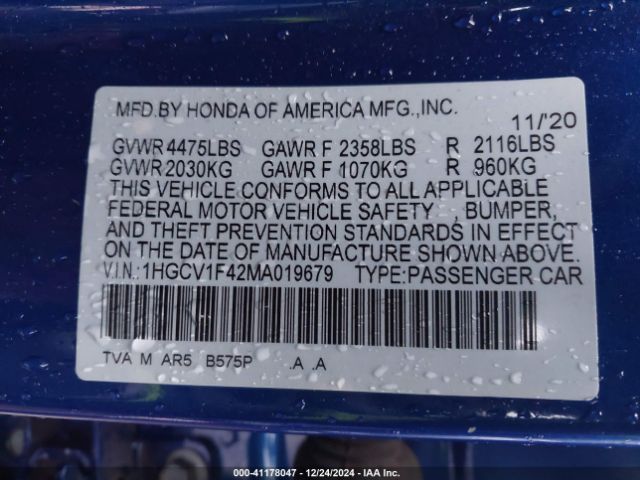 MFD.BY HONDA OF AMERICA MFG.,INC.
11/'20
GVWR 4475LBS GAWR F 2358LBS R 2116LBS
GVWR 2030KG GAWR F 1070KG R 960KG
THIS VEHICLE CONFORMS TO ALL APPLICABLE
FEDERAL MOTOR VEHICLE SAFETY , BUMPER,
AND THEFT PREVENTION STANDARDS IN EFFECT
ON THE DATE OF MANUFACTURE SHOWN ABOVE.
V.I.N.:1HGCV1F42MA019679 TYPE:PASSENGER CAR
TVA M AR5 B575P .A .A
000-41178047 — 12/24/2024 — IAA Inc.